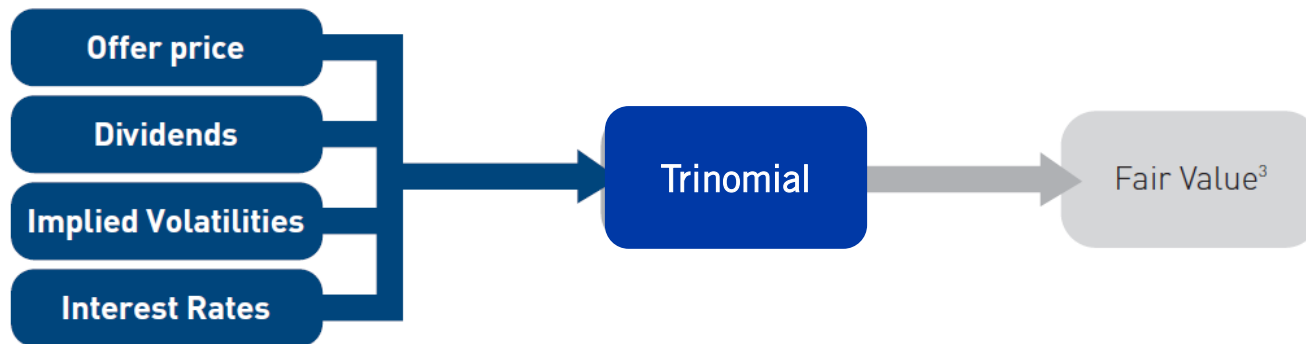 Offer price
Dividends
Implied Volatilities
Interest Rates
Trinomial
Fair Value³